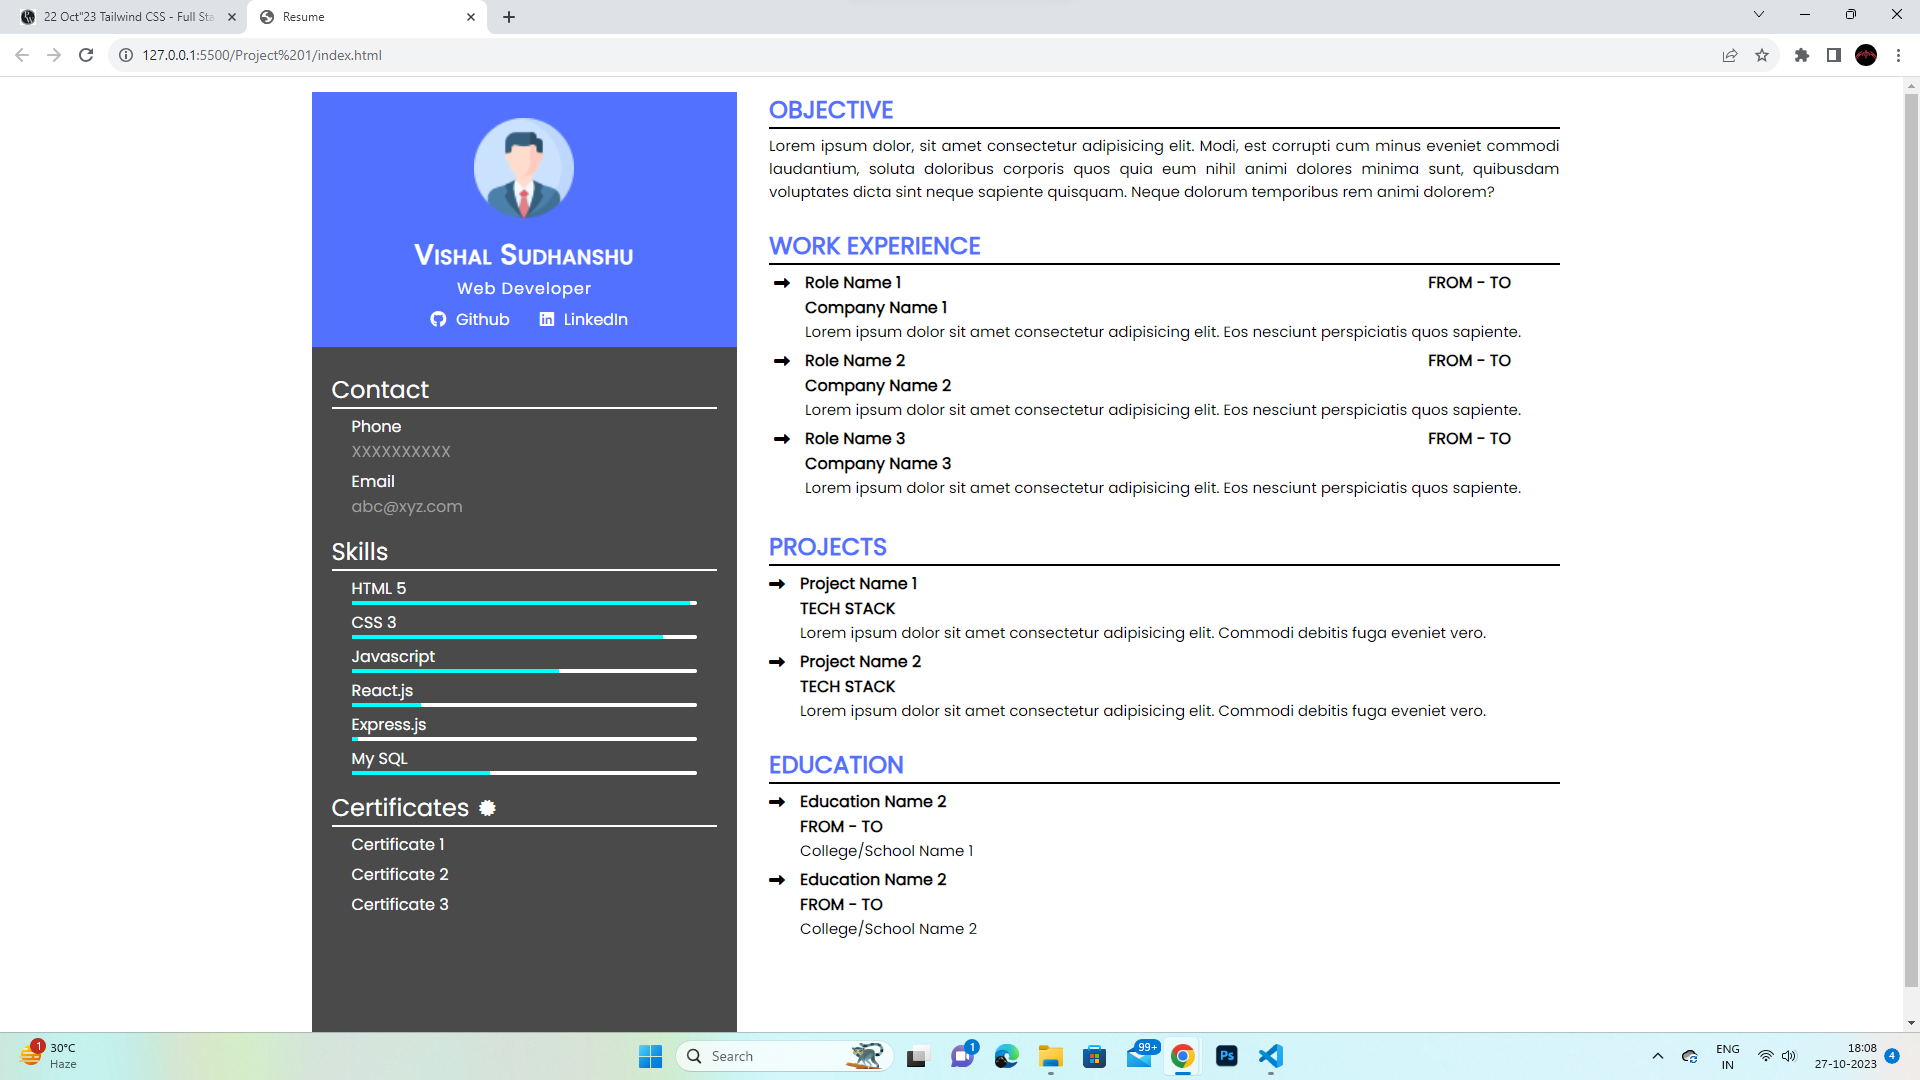 22 Oct"23 Tailwind CSS - Full Sta
Resume
127.0.0.1:5500/Project%201/index.html
VISHAL SUDHANSHU
Web Developer
Github LinkedIn
Contact
Phone
XXXXXXXXXX
Email
abc@xyz.com
Skills
HTML 5
CSS 3
Javascript
React.js
Express.js
My SQL
Certificates
Certificate 1
Certificate 2
Certificate 3
OBJECTIVE
Lorem ipsum dolor, sit amet consectetur adipisicing elit. Modi, est corrupti cum minus eveniet commodi
laudantium, soluta doloribus corporis quos quia eum nihil animi dolores minima sunt, quibusdam
voluptates dicta sint neque sapiente quisquam. Neque dolorum temporibus rem animi dolorem?
WORK EXPERIENCE
Role Name 1 FROM - TO
Company Name 1
Lorem ipsum dolor sit amet consectetur adipisicing elit. Eos nesciunt perspiciatis quos sapiente.
Role Name 2 FROM - TO
Company Name 2
Lorem ipsum dolor sit amet consectetur adipisicing elit. Eos nesciunt perspiciatis quos sapiente.
Role Name 3 FROM - TO
Company Name 3
Lorem ipsum dolor sit amet consectetur adipisicing elit. Eos nesciunt perspiciatis quos sapiente.
PROJECTS
Project Name 1
TECH STACK
Lorem ipsum dolor sit amet consectetur adipisicing elit. Commodi debitis fuga eveniet vero.
Project Name 2
TECH STACK
Lorem ipsum dolor sit amet consectetur adipisicing elit. Commodi debitis fuga eveniet vero.
EDUCATION
Education Name 2
FROM - TO
College/School Name 1
Education Name 2
FROM - TO
College/School Name 2
1
30°C
Haze
Search
1
99+
Ps
ENG
IN
18:08
27-10-2023
4